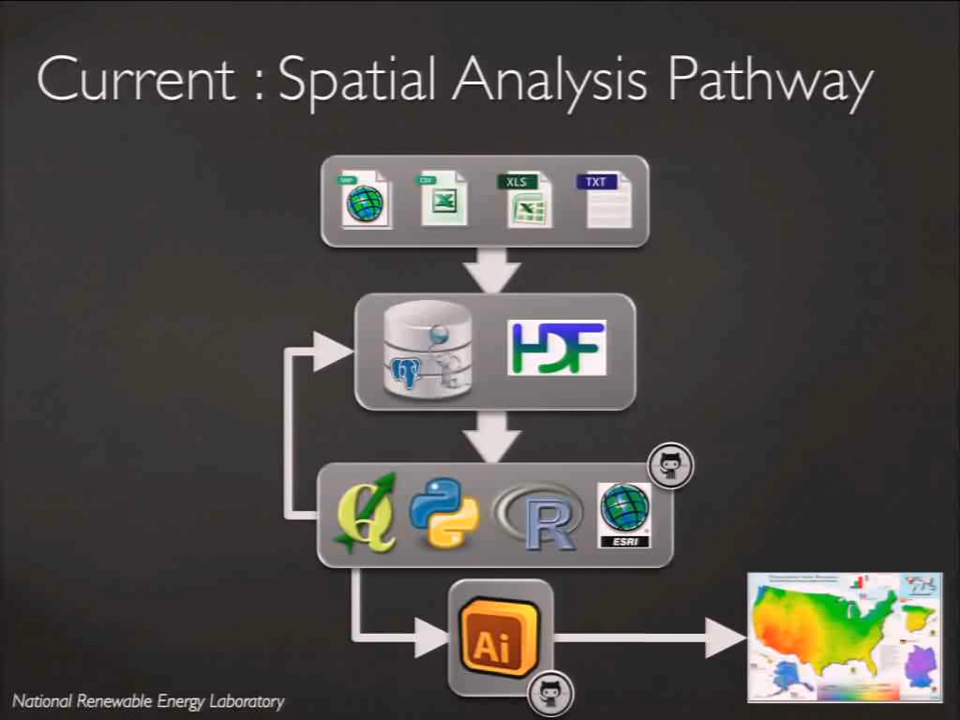 Current : Spatial Analysis Pathway
XLS
TXT
HDF
R
ESRI
Ai
National Renewable Energy Laboratory